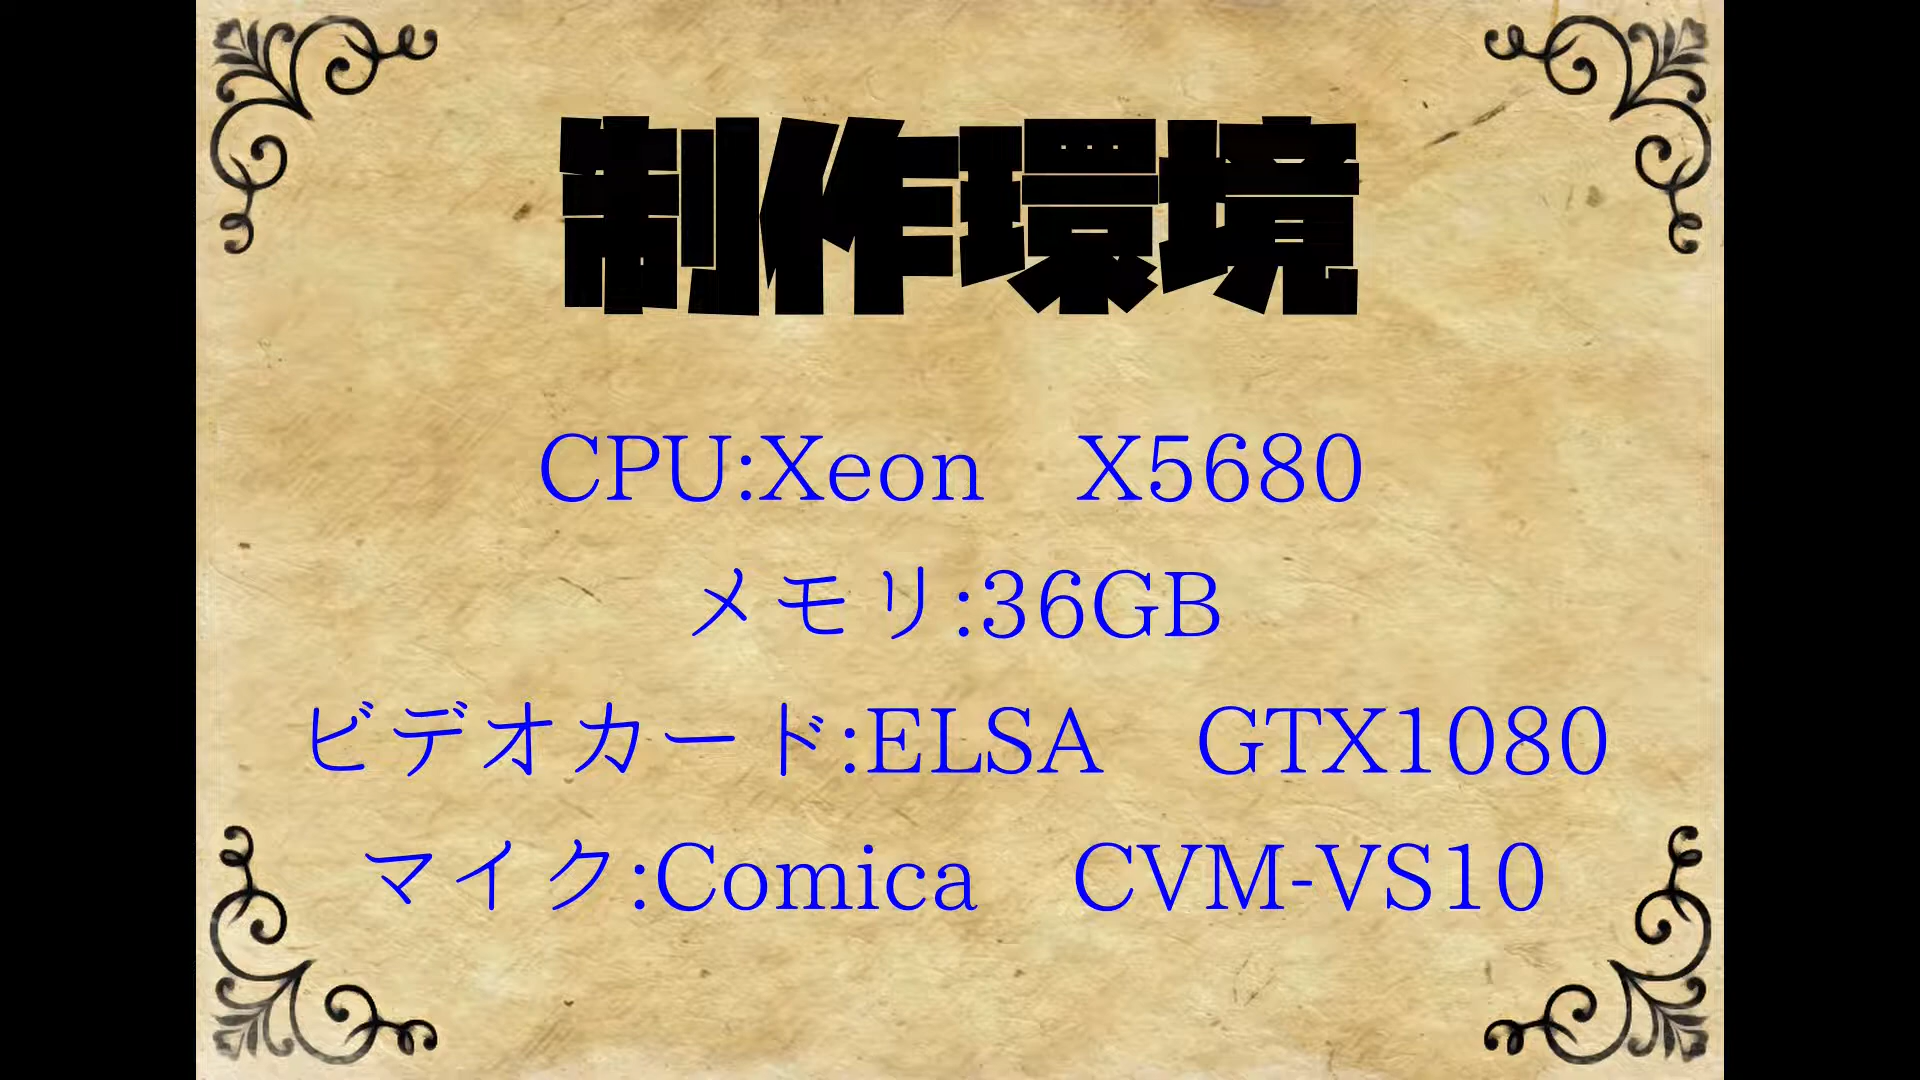 制作環境
CPU:Xeon　X5680
メモリ:36GB
ビデオカード:ELSA　GTX1080
マイク:Comica　CVM-VS10